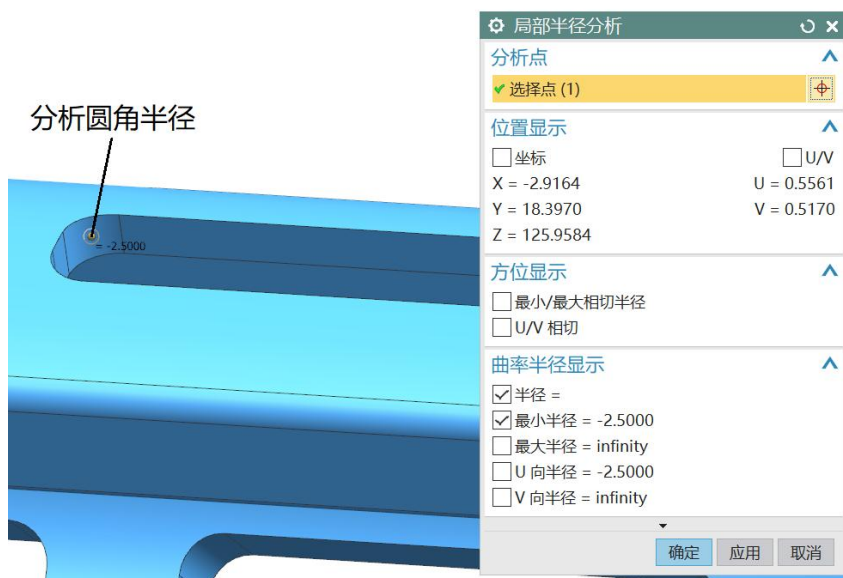 分析圆角半径
= -2.5000
局部半径分析
分析点
选择点 (1)
位置显示
坐标 U/V
X = -2.9164 U = 0.5561
Y = 18.3970 V = 0.5170
Z = 125.9584
方位显示
最小/最大相切半径
U/V 相切
曲率半径显示
半径 =
最小半径 = -2.5000
最大半径 = infinity
U 向半径 = -2.5000
V 向半径 = infinity
确定 应用 取消